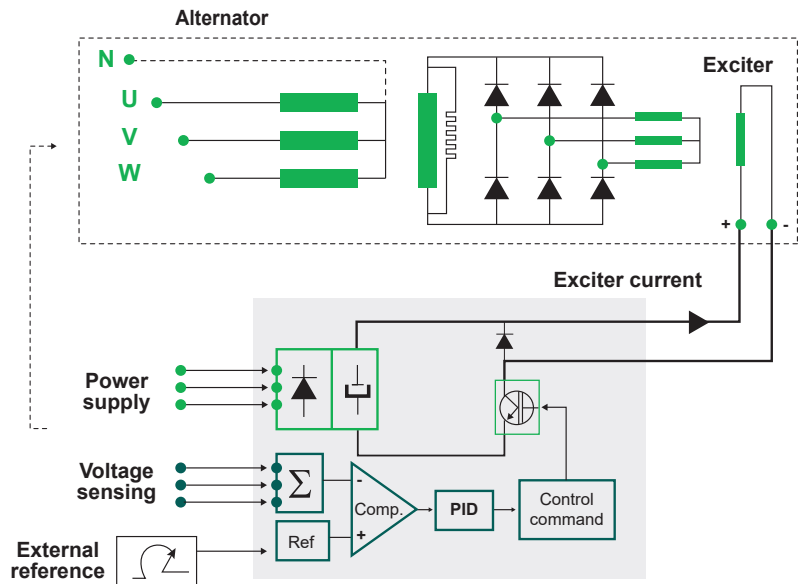 Alternator
N
U
V
W
Exciter
+ -
Exciter current
Power
supply
Voltage
sensing
Σ
-
Comp.
+
PID
Control
command
Ref
External
reference